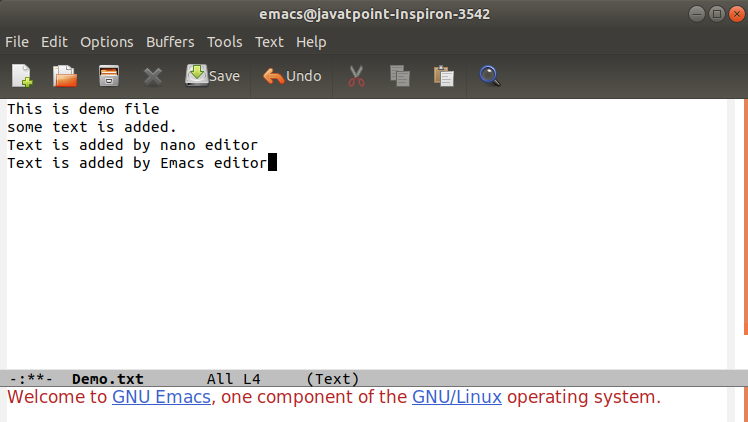 emacs@javatpoint-Inspiron-3542
File Edit Options Buffers Tools Text Help
Save Undo
This is demo file
some text is added.
Text is added by nano editor
Text is added by Emacs editor
-:**- Demo.txt All L4 (Text)
Welcome to GNU Emacs, one component of the GNU/Linux operating system.